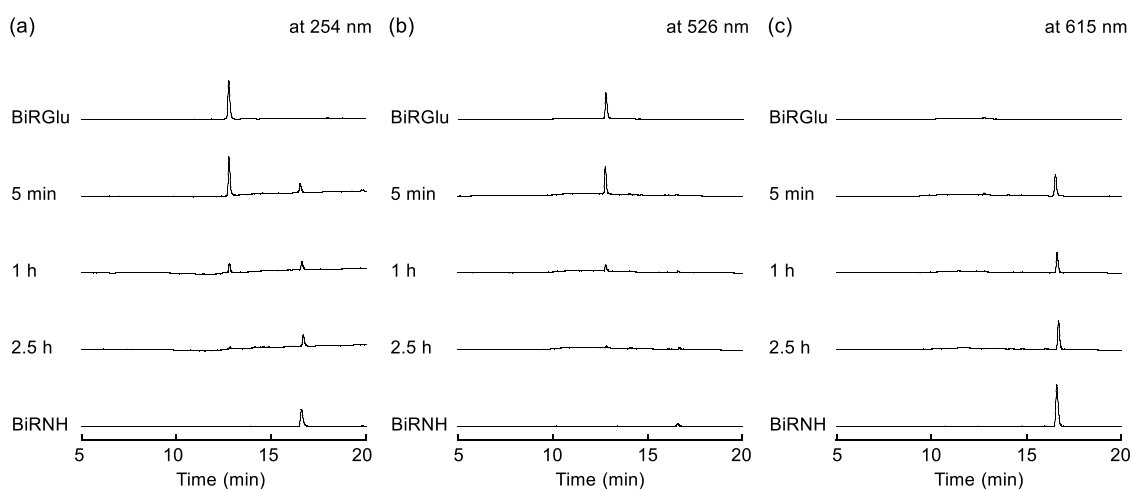 (a) at 254 nm (b) at 526 nm (c) at 615 nm
BiRGlu BiRGlu BiRGlu
5 min 5 min 5 min
1 h 1 h 1 h
2.5 h 2.5 h 2.5 h
BiRNH BiRNH BiRNH
5 10 15 20 5 10 15 20 5 10 15 20
Time (min) Time (min) Time (min)